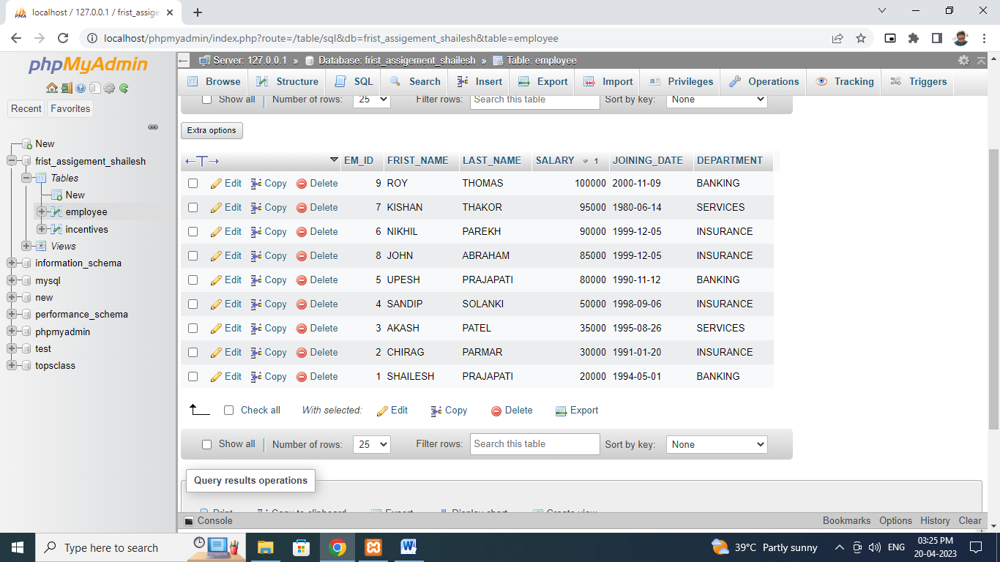 localhost / 127.0.0.1 / frist_assige
localhost/phpmyadmin/index.php?route=/table/sql&db=frist_assigement_shailesh&table=employee
phpMyAdmin
Recent Favorites
New
frist_assigement_shailesh
Tables
New
employee
incentives
Views
information_schema
mysql
new
performance_schema
phpmyadmin
test
topsclass
Server: 127.0.0.1 » Database: frist_assigement_shailesh » Table: employee
Browse Structure SQL Search Insert Export Import Privileges Operations Tracking Triggers
Show all Number of rows: 25 Filter rows: Search this table Sort by key: None
Extra options
←T→ EM_ID FRIST_NAME LAST_NAME SALARY 1 JOINING_DATE DEPARTMENT
Edit Copy Delete 9 ROY THOMAS 100000 2000-11-09 BANKING
Edit Copy Delete 7 KISHAN THAKOR 95000 1980-06-14 SERVICES
Edit Copy Delete 6 NIKHIL PAREKH 90000 1999-12-05 INSURANCE
Edit Copy Delete 8 JOHN ABRAHAM 85000 1999-12-05 INSURANCE
Edit Copy Delete 5 UPESH PRAJAPATI 80000 1990-11-12 BANKING
Edit Copy Delete 4 SANDIP SOLANKI 50000 1998-09-06 INSURANCE
Edit Copy Delete 3 AKASH PATEL 35000 1995-08-26 SERVICES
Edit Copy Delete 2 CHIRAG PARMAR 30000 1991-01-20 INSURANCE
Edit Copy Delete 1 SHAILESH PRAJAPATI 20000 1994-05-01 BANKING
Check all With selected: Edit Copy Delete Export
Show all Number of rows: 25 Filter rows: Search this table Sort by key: None
Query results operations
Print Copy to clipboard Export Display chart Create view
Console Bookmarks Options History Clear
Type here to search
39°C Partly sunny
ENG
03:25 PM
20-04-2023